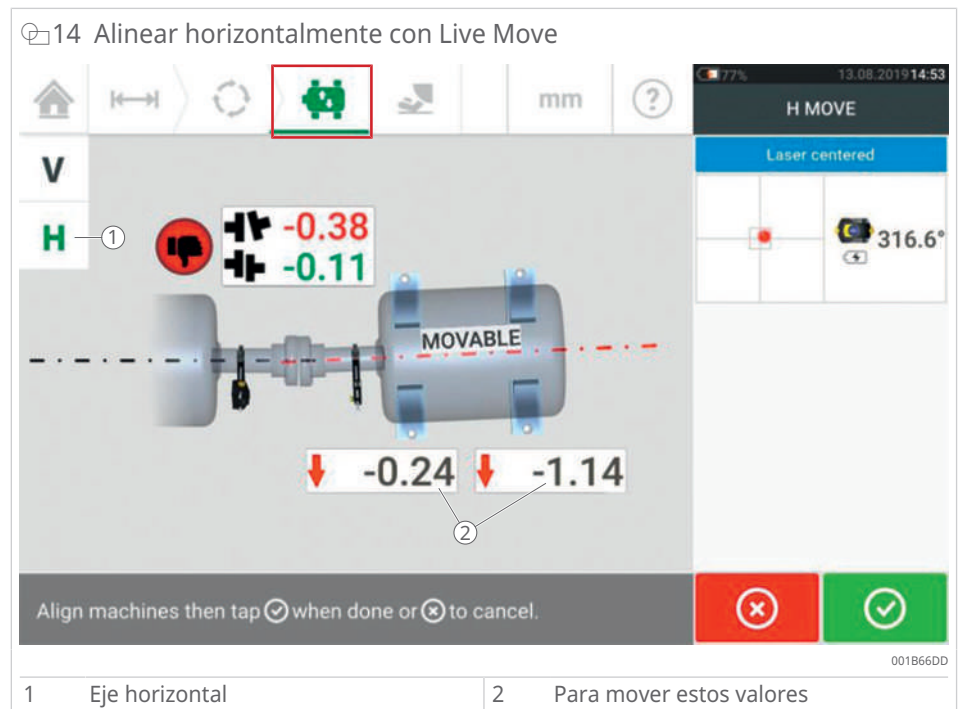 14 Alinear horizontalmente con Live Move
mm
?
77% 13.08.2019 14:53
H MOVE
Laser centered
316.6°
V
H
1
-0.38
-0.11
MOVABLE
-0.24
-1.14
2
Align machines then tap when done or to cancel.
001B66DD
1 Eje horizontal
2 Para mover estos valores